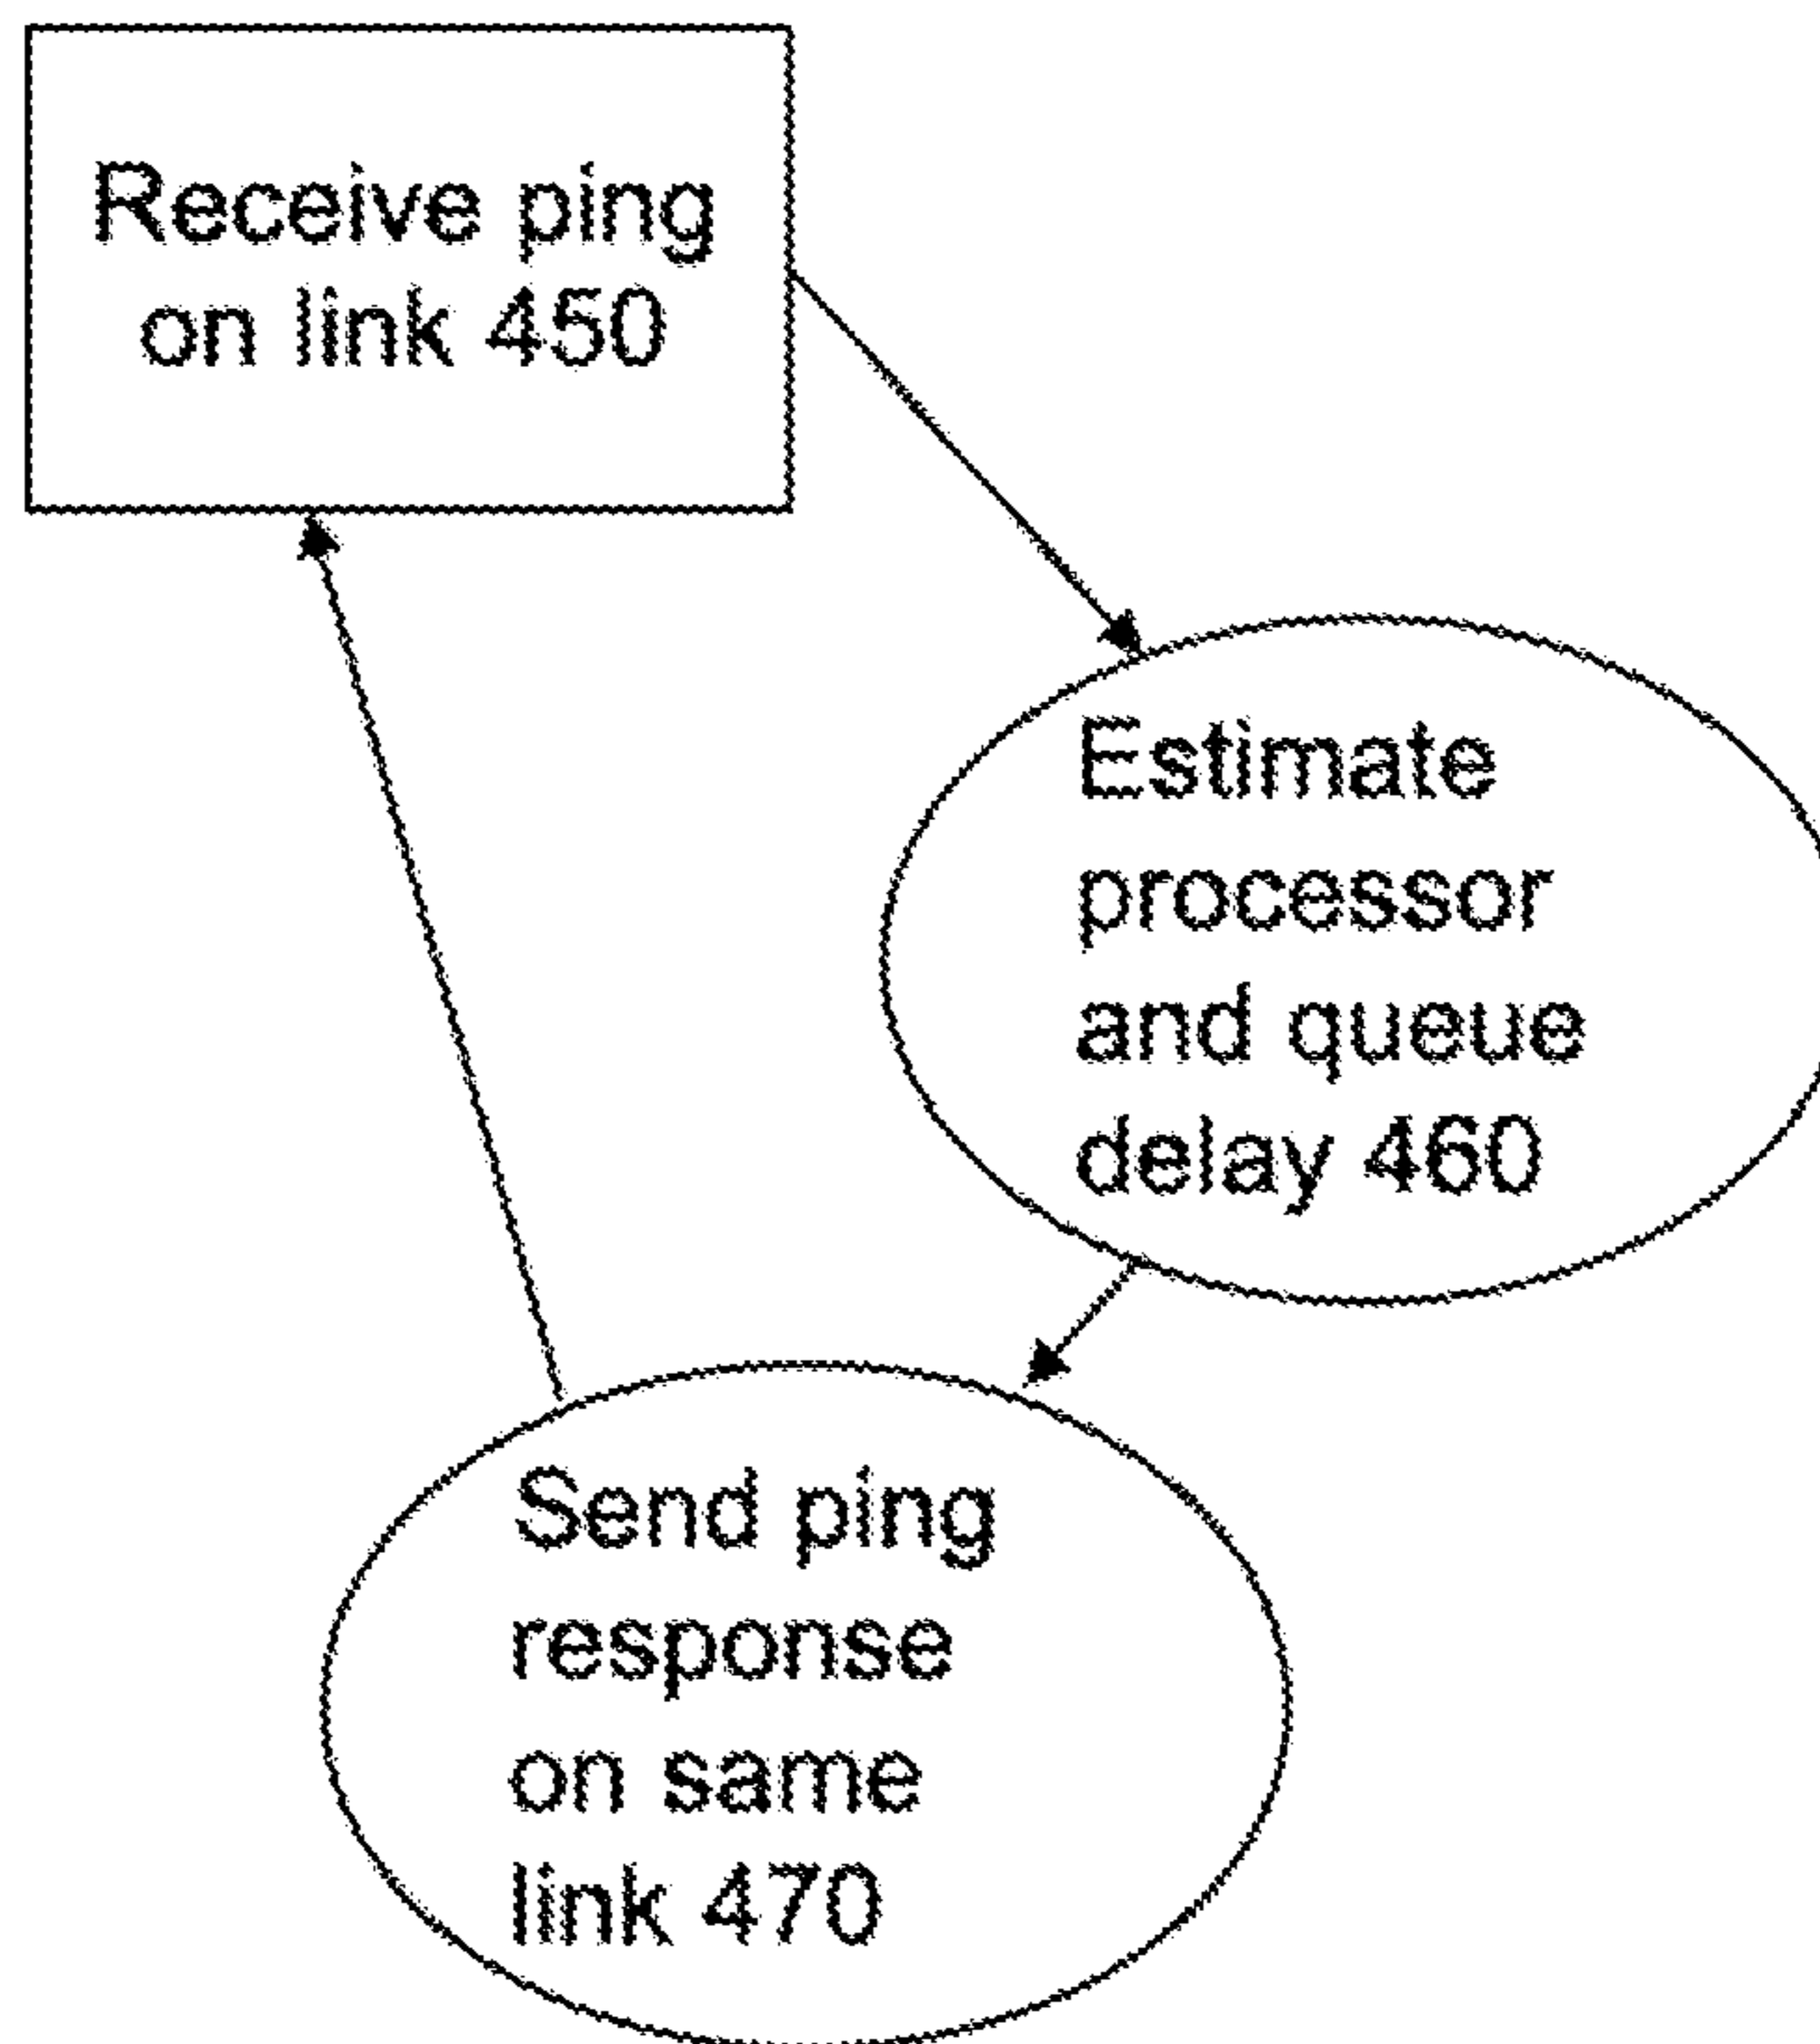 Receive ping
on link 450
Estimate
processor
and queue
delay 460
Send ping
response
on same
link 470